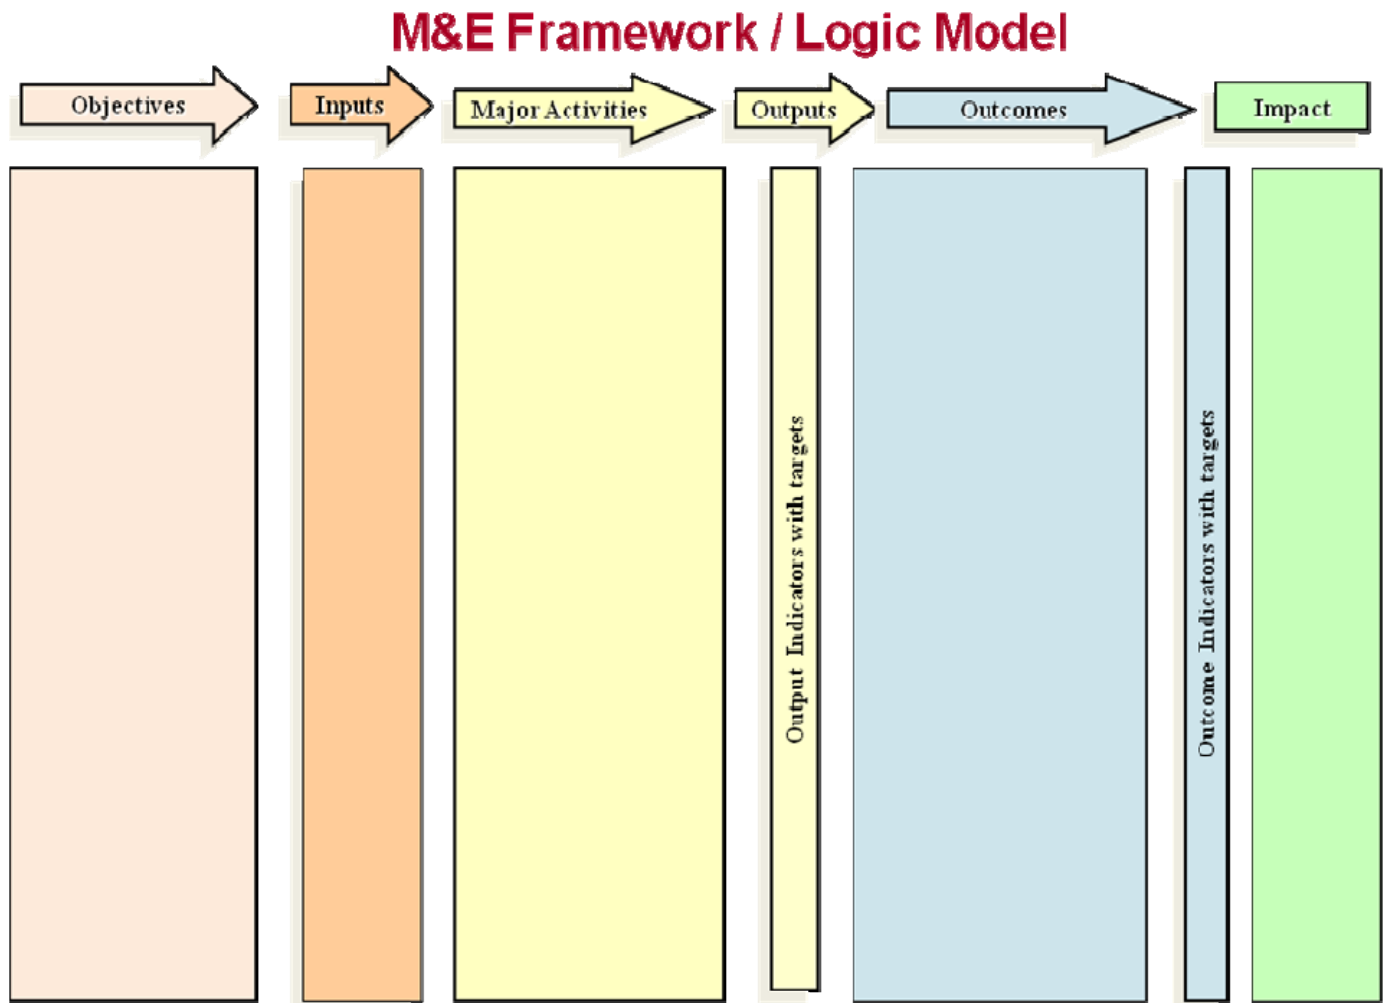 M&E Framework / Logic Model
Objectives
Inputs
Major Activities
Outputs
Outcomes
Impact
Output Indicators with targets
Outcome Indicators with targets